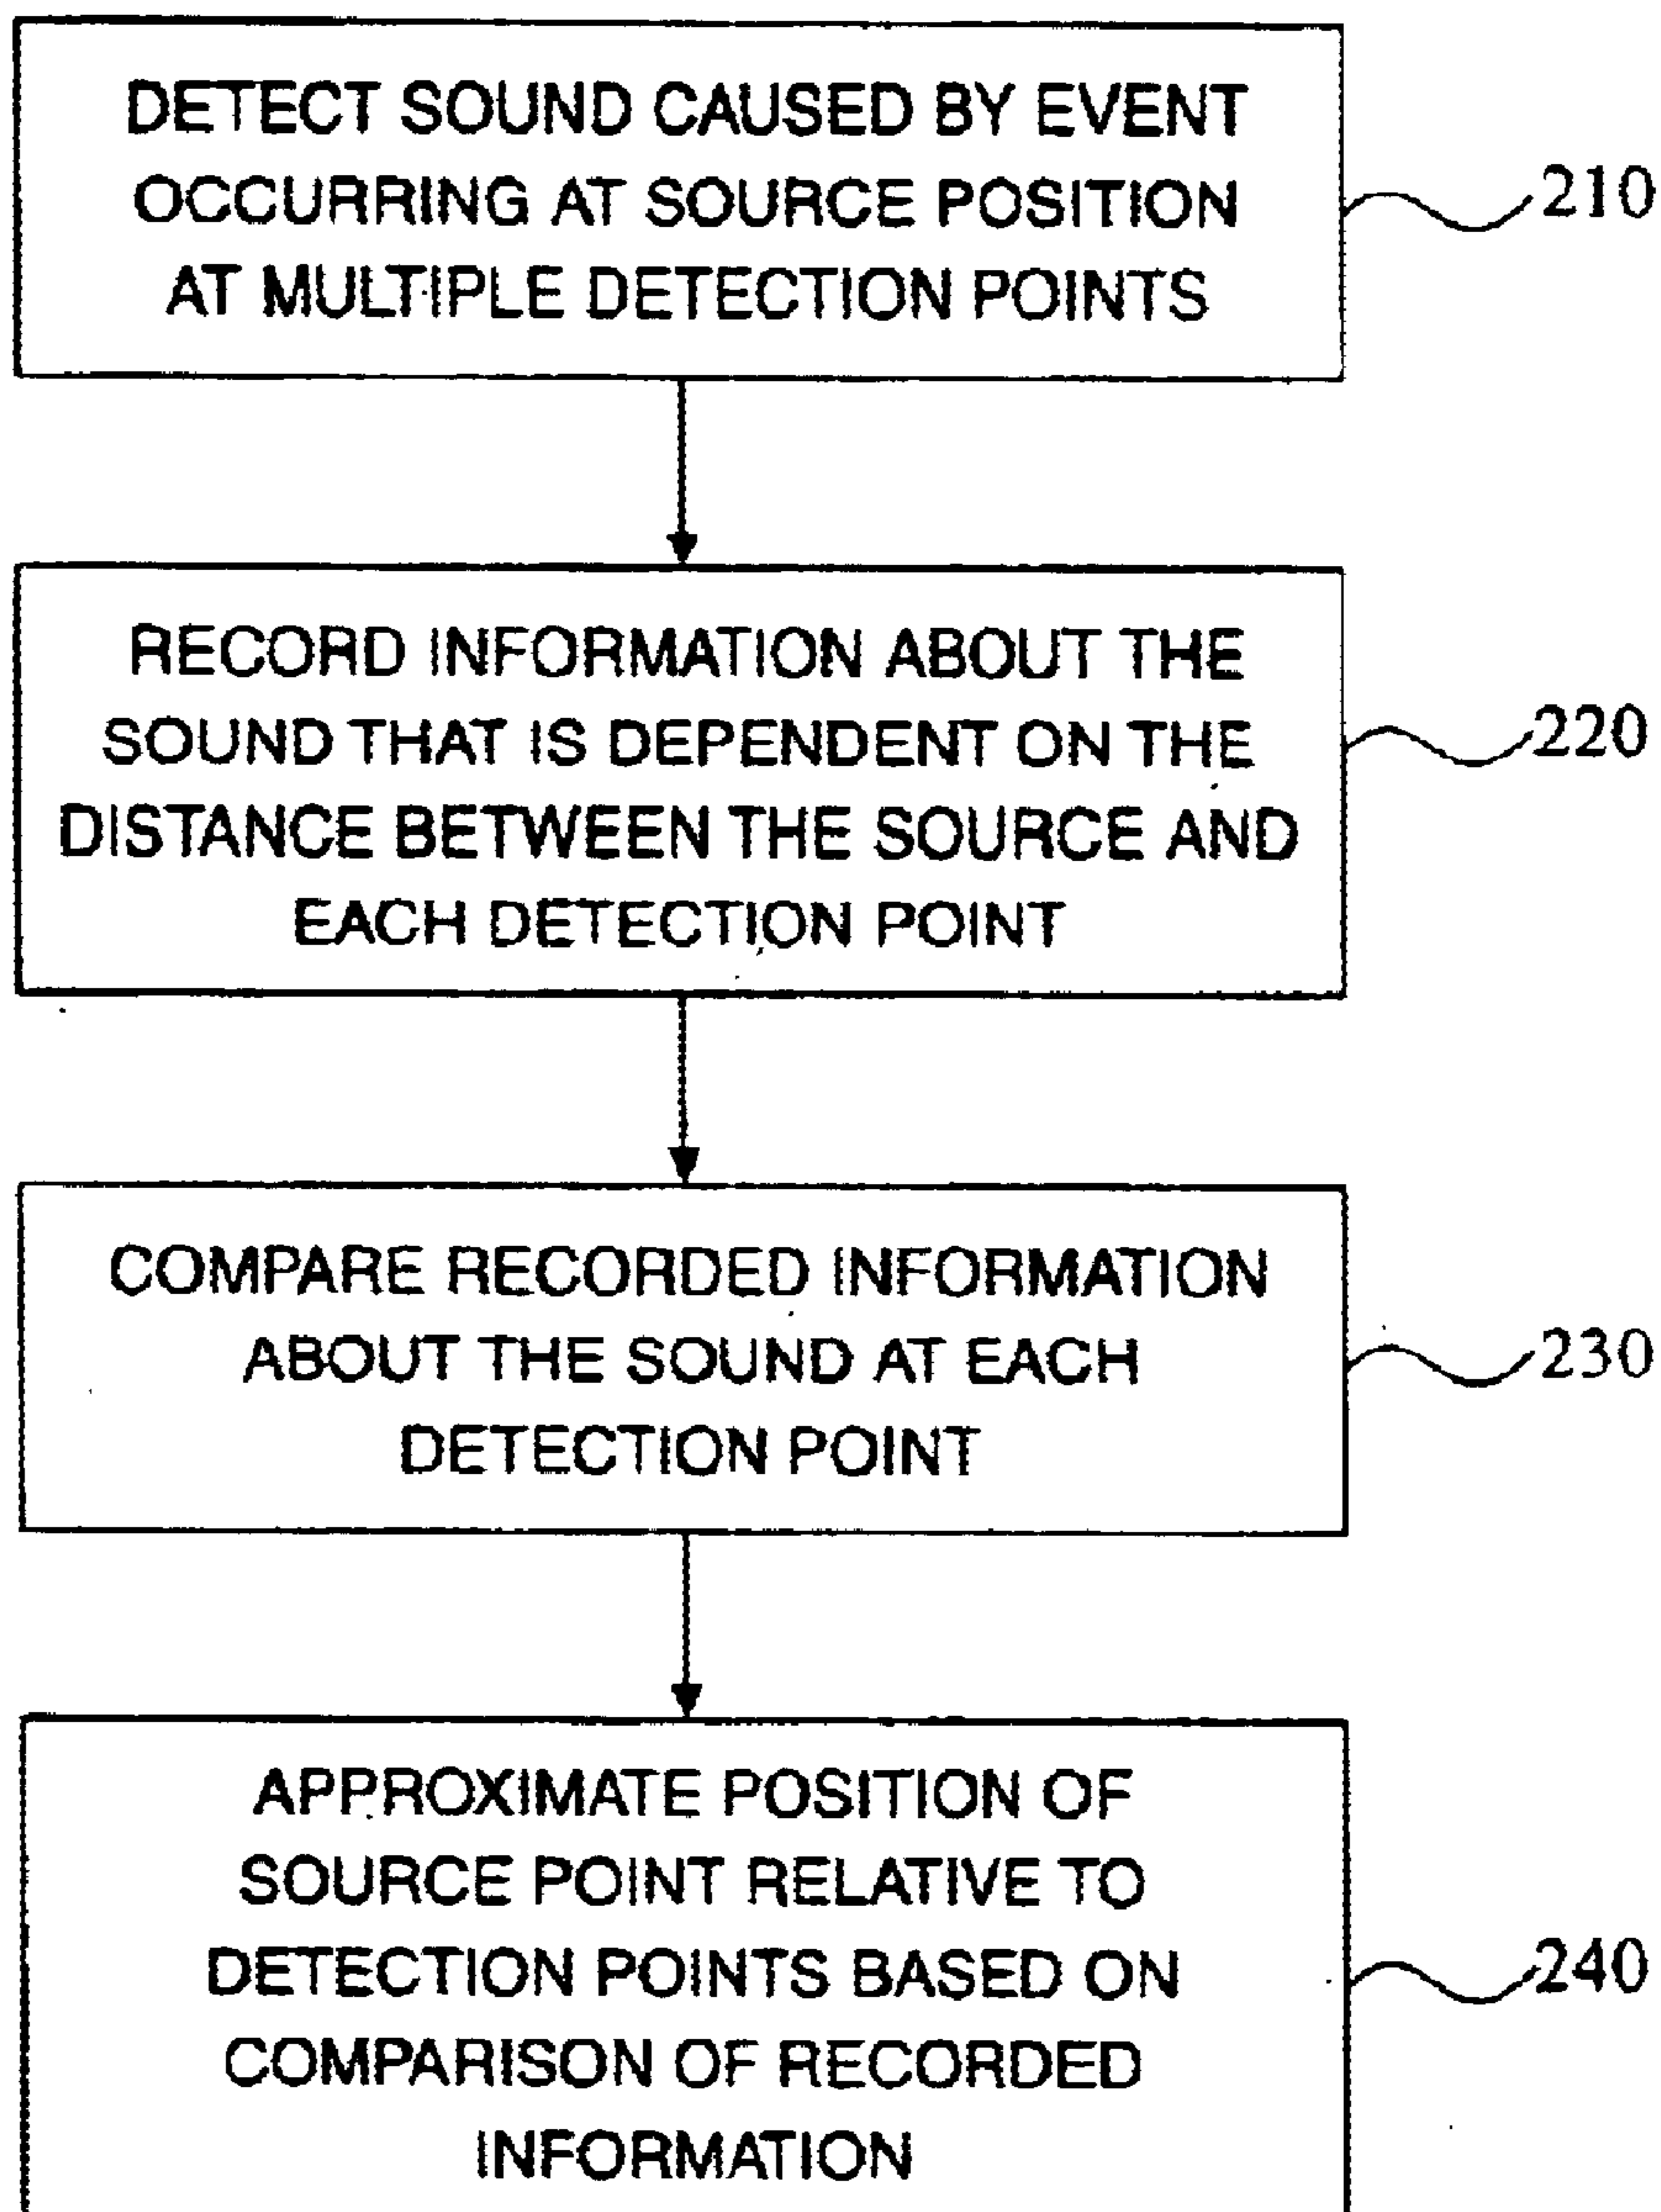 DETECT SOUND CAUSED BY EVENT
OCCURRING AT SOURCE POSITION
AT MULTIPLE DETECTION POINTS
210
RECORD INFORMATION ABOUT THE
SOUND THAT IS DEPENDENT ON THE
DISTANCE BETWEEN THE SOURCE AND
EACH DETECTION POINT
220
COMPARE RECORDED INFORMATION
ABOUT THE SOUND AT EACH
DETECTION POINT
230
APPROXIMATE POSITION OF
SOURCE POINT RELATIVE TO
DETECTION POINTS BASED ON
COMPARISON OF RECORDED
INFORMATION
240